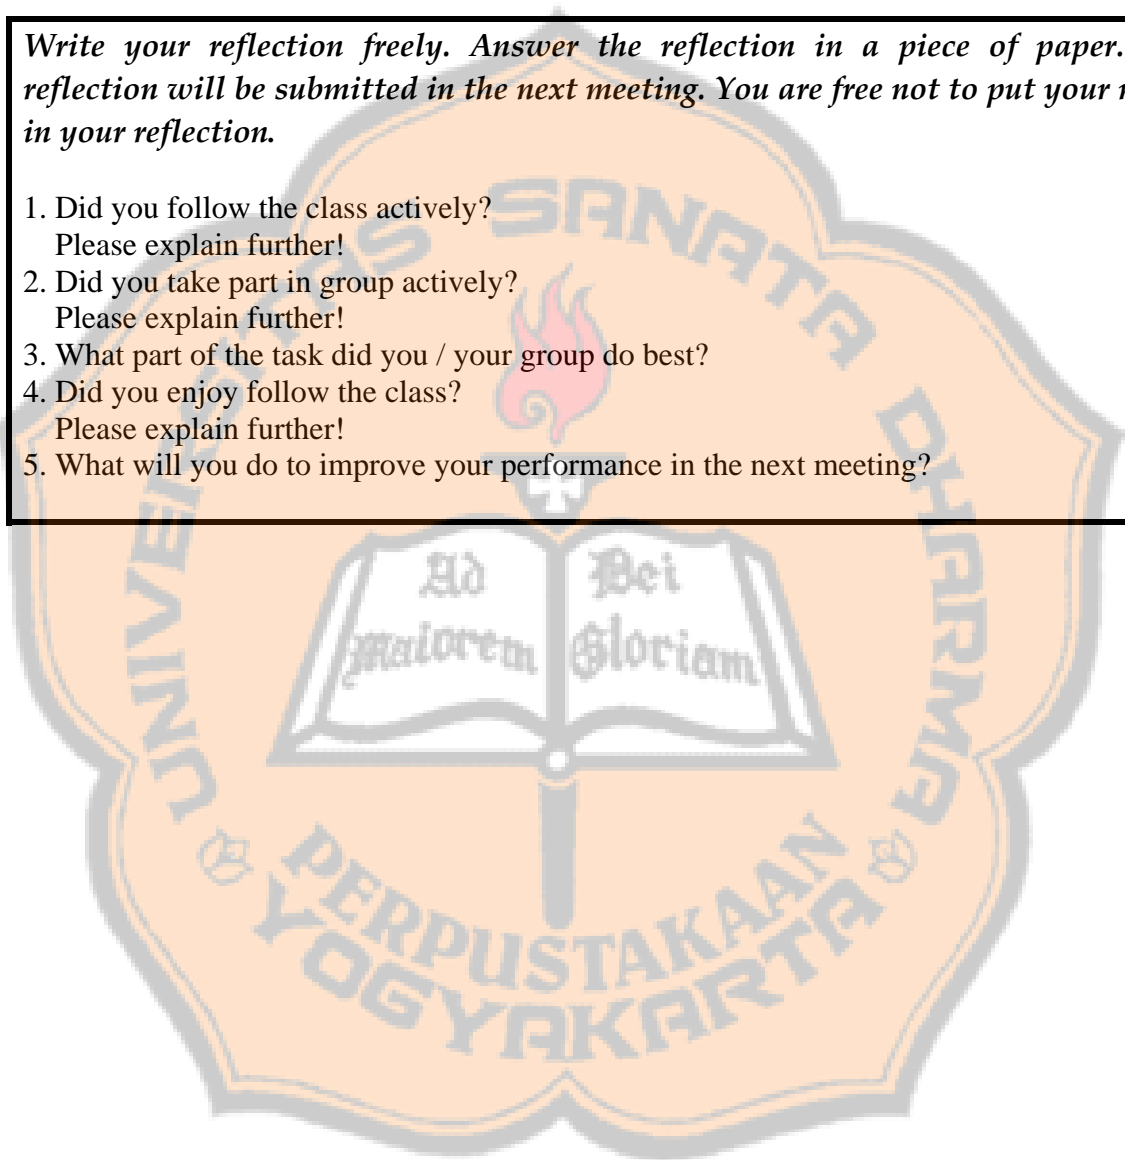 Write your reflection freely. Answer the reflection in a piece of paper.
reflection will be submitted in the next meeting. You are free not to put your
in your reflection.
1. Did you follow the class actively?
Please explain further!
2. Did you take part in group actively?
Please explain further!
3. What part of the task did you / your group do best?
4. Did you enjoy follow the class?
Please explain further!
5. What will you do to improve your performance in the next meeting?
UNIVERSITAS SANATA DHARMA
Ad Dei
maiorem Gloriam
PERPUSTAKAAN
YOGYAKARTA